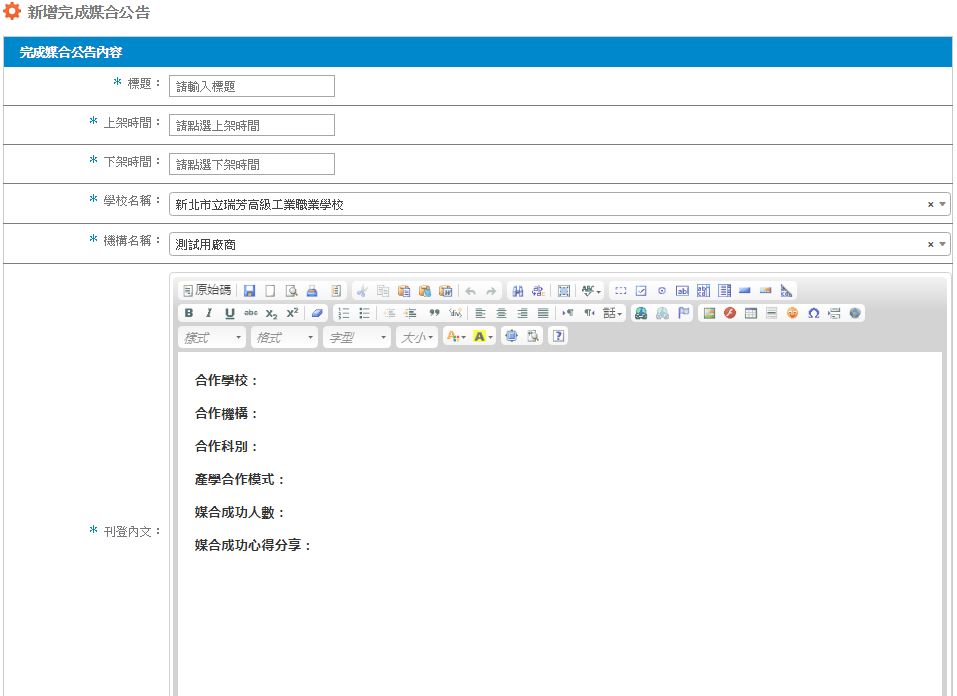 新增完成媒合公告
完成媒合公告內容
* 標題：
請輸入標題
* 上架時間：
請點選上架時間
* 下架時間：
請點選下架時間
* 學校名稱：
新北市立瑞芳高級工業職業學校
* 機構名稱：
測試用廠商
* 刊登內文：
原始碼
樣式
格式
字型
大小
合作學校：
合作機構：
合作科別：
產學合作模式：
媒合成功人數：
媒合成功心得分享：